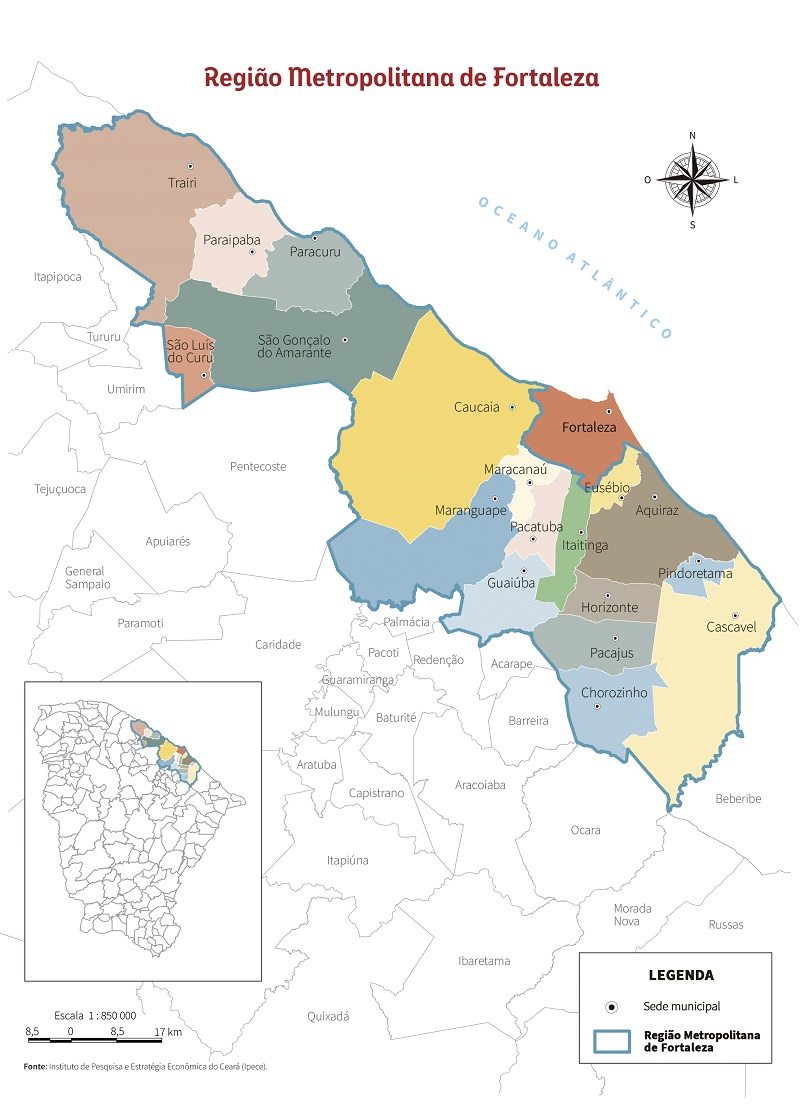 Região Metropolitana de Fortaleza
N
O
L
S
OCEANO ATLÂNTICO
Trairi
Paraipaba
Paracuru
Itapipoca
Tururu
São Luís
do Curu
São Gonçalo
do Amarante
Umirim
Caucaia
Fortaleza
Pentecoste
Maracanaú
Eusébio
Tejuçuoca
Maranguape
Aquiraz
Pacatuba
Itaitinga
Apuiarés
General
Sampaio
Guaiúba
Pindoretama
Horizonte
Paramoti
Palmácia
Cascavel
Caridade
Pacoti
Redenção
Acarape
Pacajus
Guaramiranga
Chorozinho
Mulungu
Baturité
Barreira
Aratuba
Capistrano
Aracoiaba
Beberibe
Ocara
Itapiúna
Morada
Nova
Russas
Ibaretama
Quixadá
LEGENDA
Sede municipal
Região Metropolitana
de Fortaleza
Escala 1 : 850 000
8,5 0 8,5 17 km
Fonte: Instituto de Pesquisa e Estratégia Econômica do Ceará (Ipece).